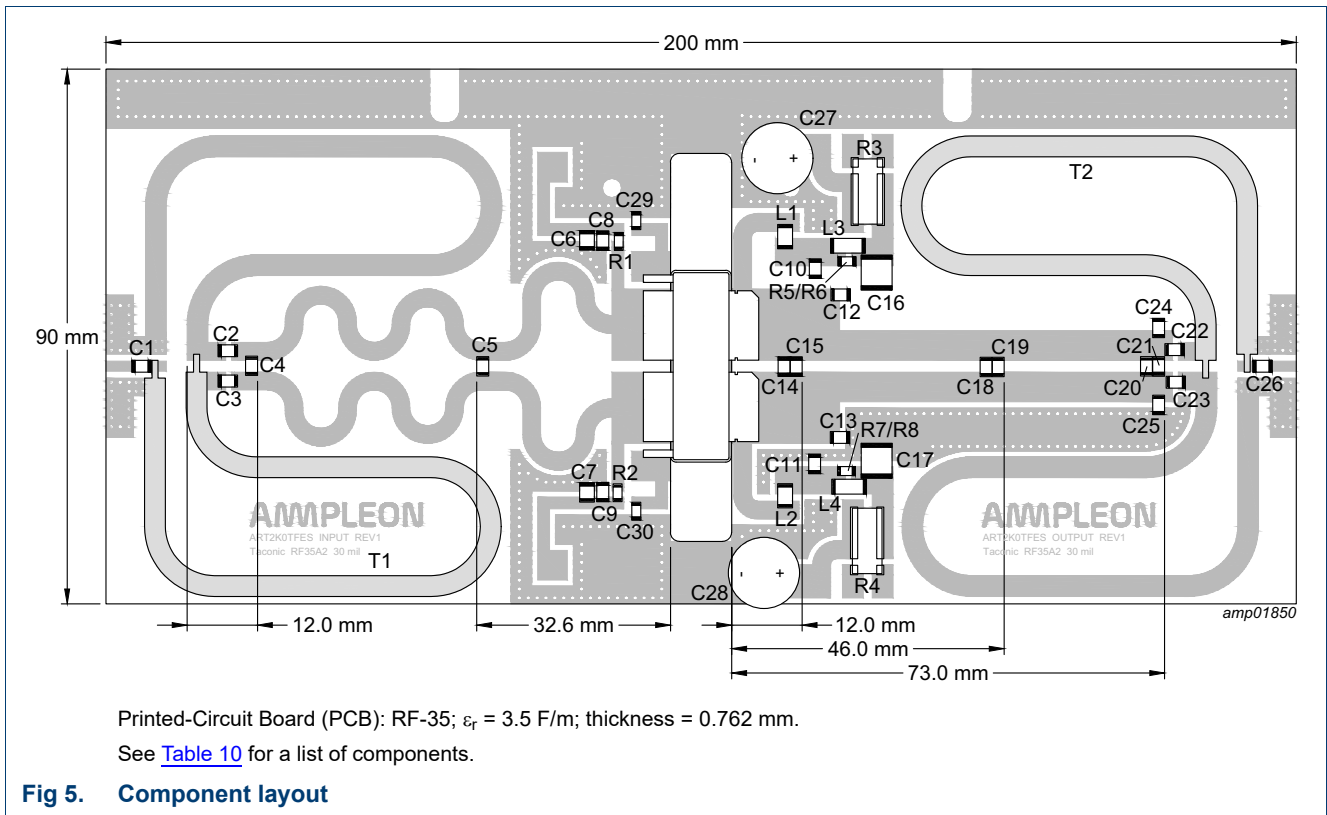 200 mm
90 mm
C27
R3
T2
C29
C8
C6
R1
L1
L3
C10
R5/R6
C12
C16
C24
C22
C21
C1
C2
C4
C3
C5
C15
C14
C19
C18
C20
C23
C25
C26
C13
R7/R8
C11
C17
C7
R2
C9
C30
L2
L4
AMPLEON
ART2K0TFES INPUT REV1
Taconic RF35A2 30 mil
T1
AMPLEON
ART2K0TFES OUTPUT REV1
Taconic RF35A2 30 mil
C28
R4
amp01850
12.0 mm
32.6 mm
12.0 mm
46.0 mm
73.0 mm
Printed-Circuit Board (PCB): RF-35; εr = 3.5 F/m; thickness = 0.762 mm.
See Table 10 for a list of components.
Fig 5. Component layout